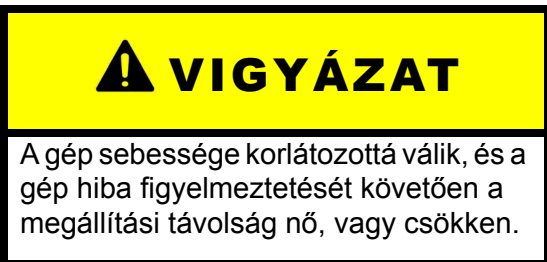 VIGYÁZAT
A gép sebessége korlátozottá válik, és a
gép hiba figyelmeztetését követően a
megállítási távolság nő, vagy csökken.